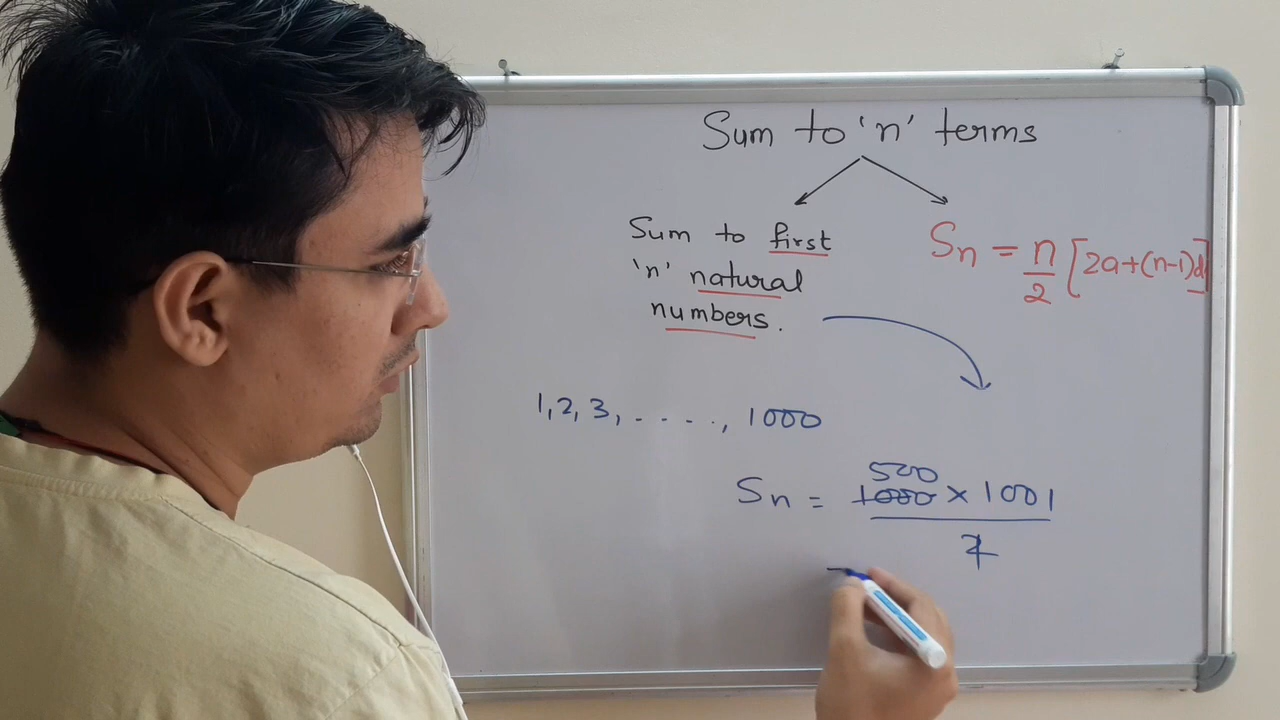 Sum to 'n' terms
Sum to first
'n' natural
numbers.
Sn = n/2 [2a+(n-1)d]
1,2,3, ....., 1000
500
Sn = 1000 × 1001
2